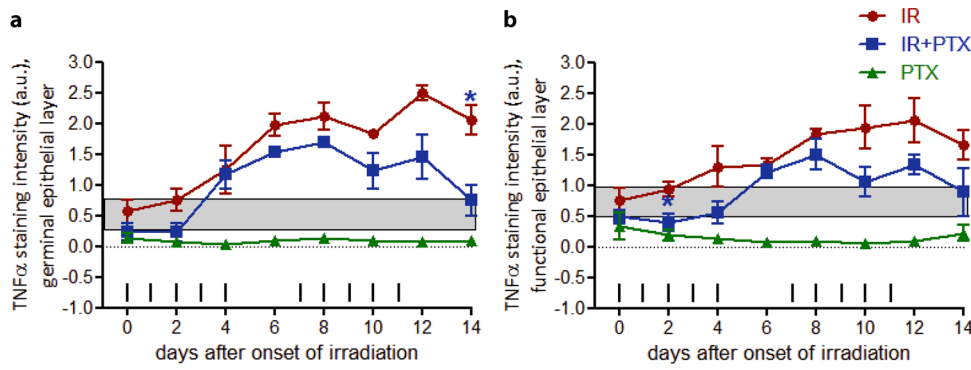 a
TNFα staining intensity (a.u.),
germinal epithelial layer
3.0
2.5
2.0
1.5
1.0
0.5
0.0
-0.5
-1.0
*
0 2 4 6 8 10 12 14
days after onset of irradiation
b
IR
IR+PTX
PTX
TNFα staining intensity (a.u.),
functional epithelial layer
3.0
2.5
2.0
1.5
1.0
0.5
0.0
-0.5
-1.0
*
0 2 4 6 8 10 12 14
days after onset of irradiation